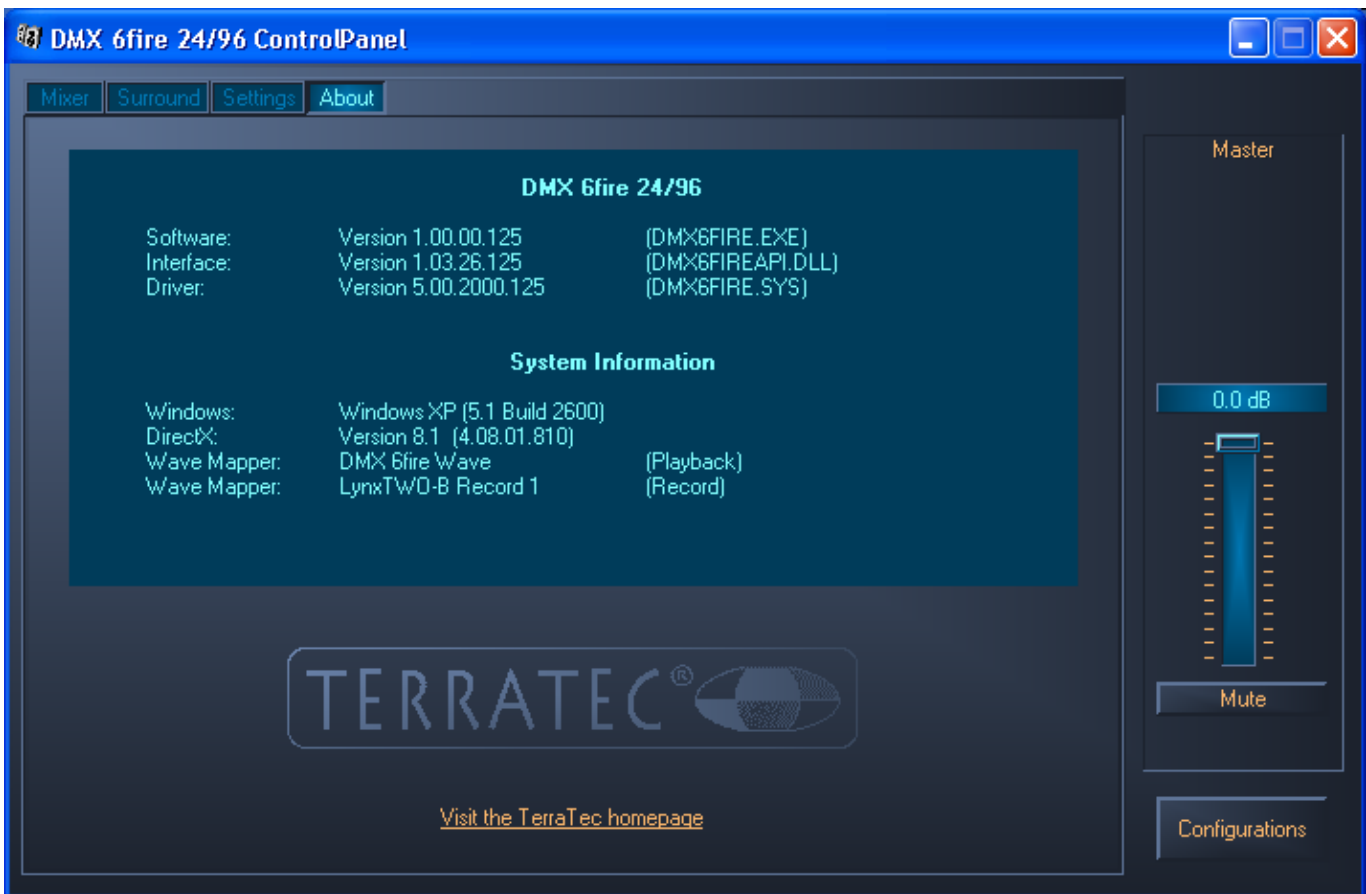 DMX 6fire 24/96 ControlPanel
Mixer Surround Settings About
DMX 6fire 24/96
Software: Version 1.00.00.125 (DMX6FIRE.EXE)
Interface: Version 1.03.26.125 (DMX6FIREAPI.DLL)
Driver: Version 5.00.2000.125 (DMX6FIRE.SYS)
System Information
Windows: Windows XP (5.1 Build 2600)
DirectX: Version 8.1 (4.08.01.810)
Wave Mapper: DMX 6fire Wave (Playback)
Wave Mapper: LynxTWO-B Record 1 (Record)
TERRATEC®
Visit the TerraTec homepage
Master
0.0 dB
Mute
Configurations